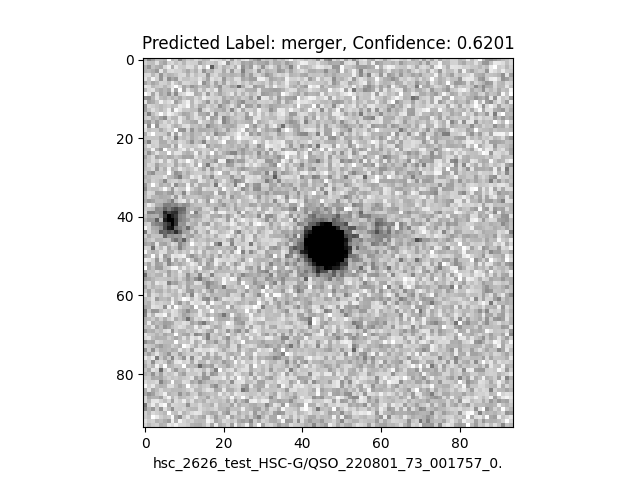 Predicted Label: merger, Confidence: 0.6201
0
20
40
60
80
0 20 40 60 80
hsc_2626_test_HSC-G/QSO_220801_73_001757_0.